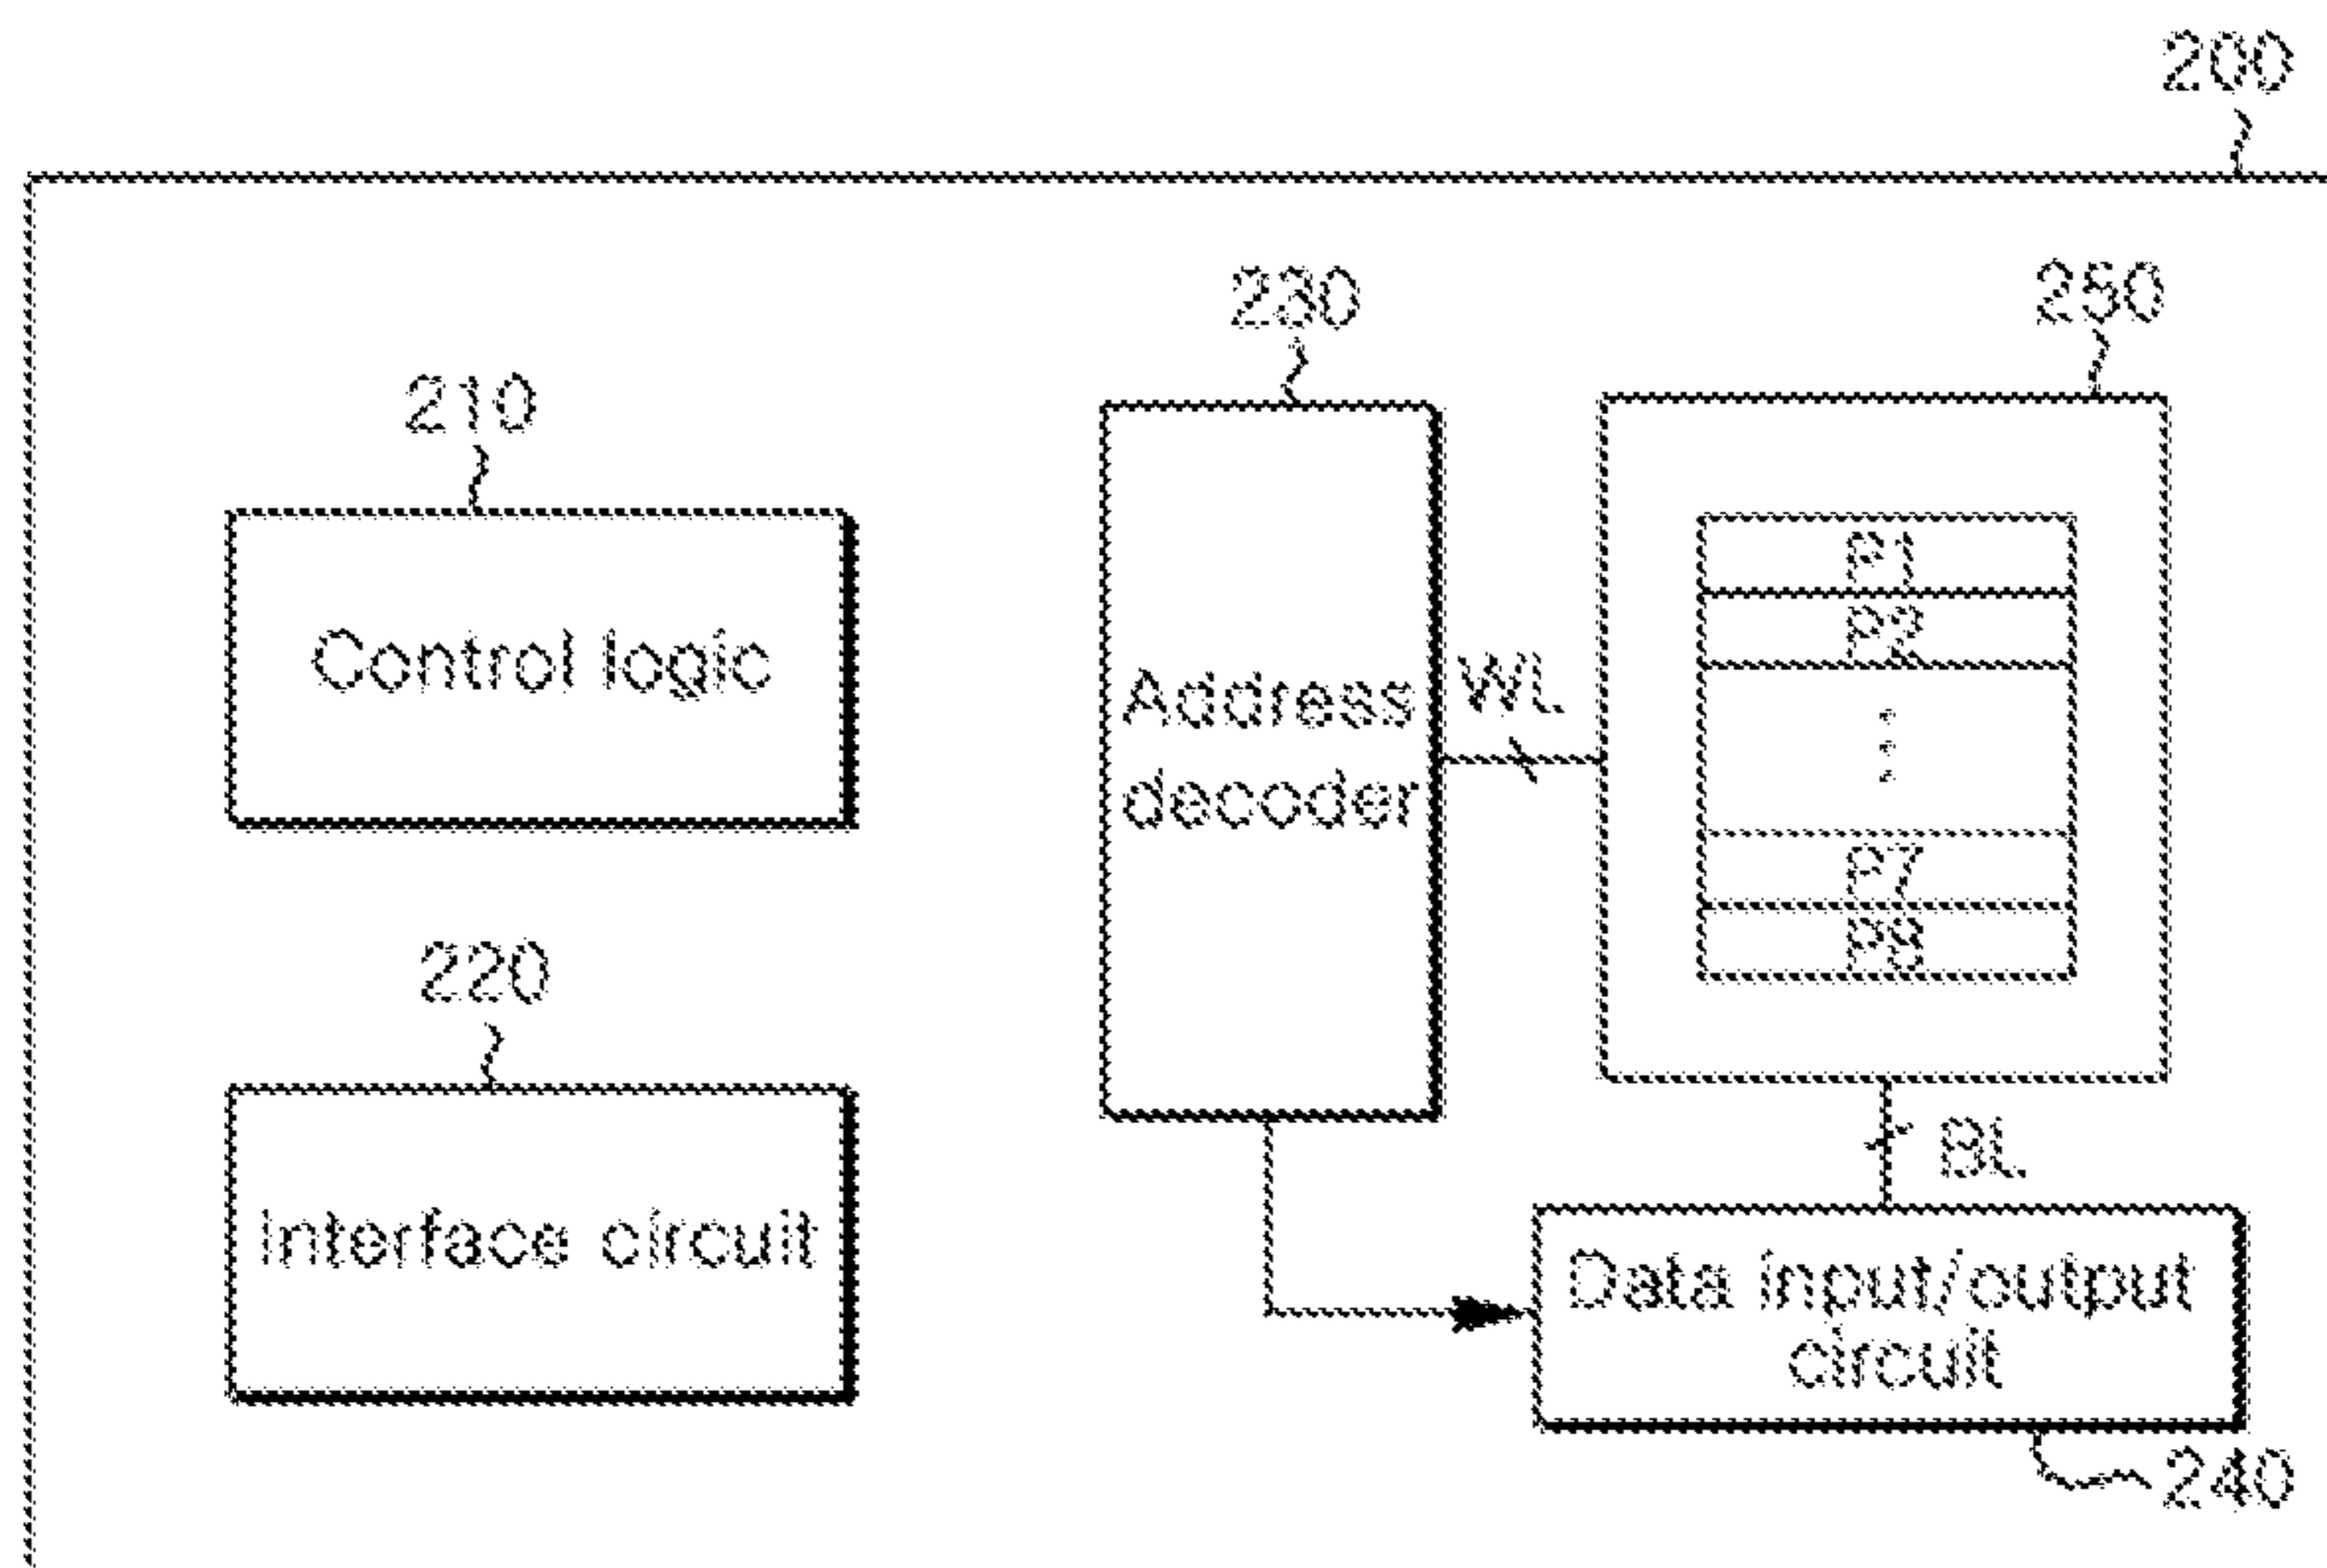 200
230
250
210
P1
P2
Control logic
WL
Address
decoder
P7
P8
220
BL
Interface circuit
Data input/output
circuit
240